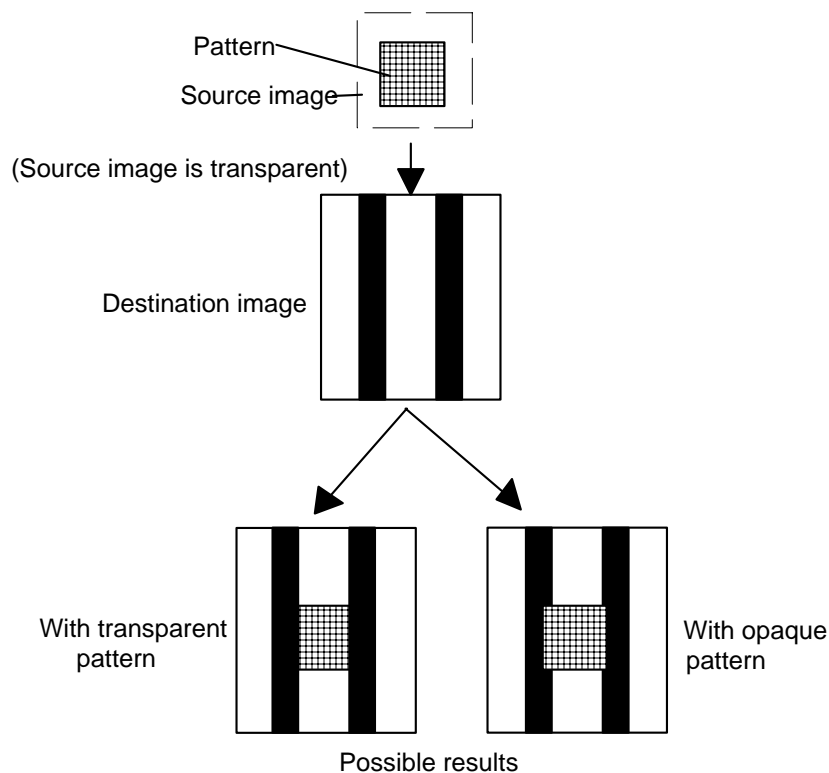 Pattern
Source image
(Source image is transparent)
Destination image
With transparent
pattern
With opaque
pattern
Possible results